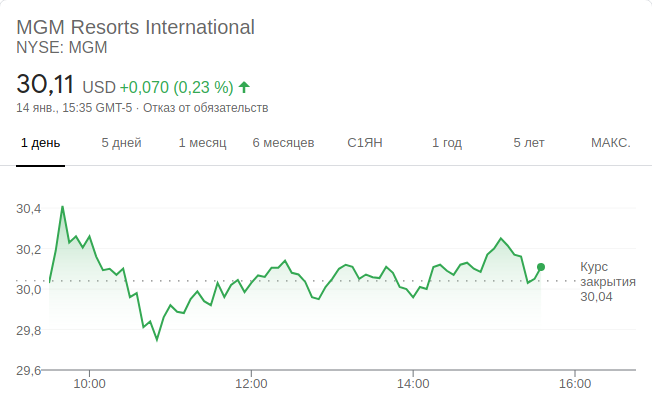 MGM Resorts International
NYSE: MGM
30,11 USD +0,070 (0,23 %)
14 янв., 15:35 GMT-5 · Отказ от обязательств
1 день 5 дней 1 месяц 6 месяцев С1ЯН 1 год 5 лет МАКС.
30,4
30,2
30,0
29,8
29,6
Курс
закрытия
30,04
10:00 12:00 14:00 16:00